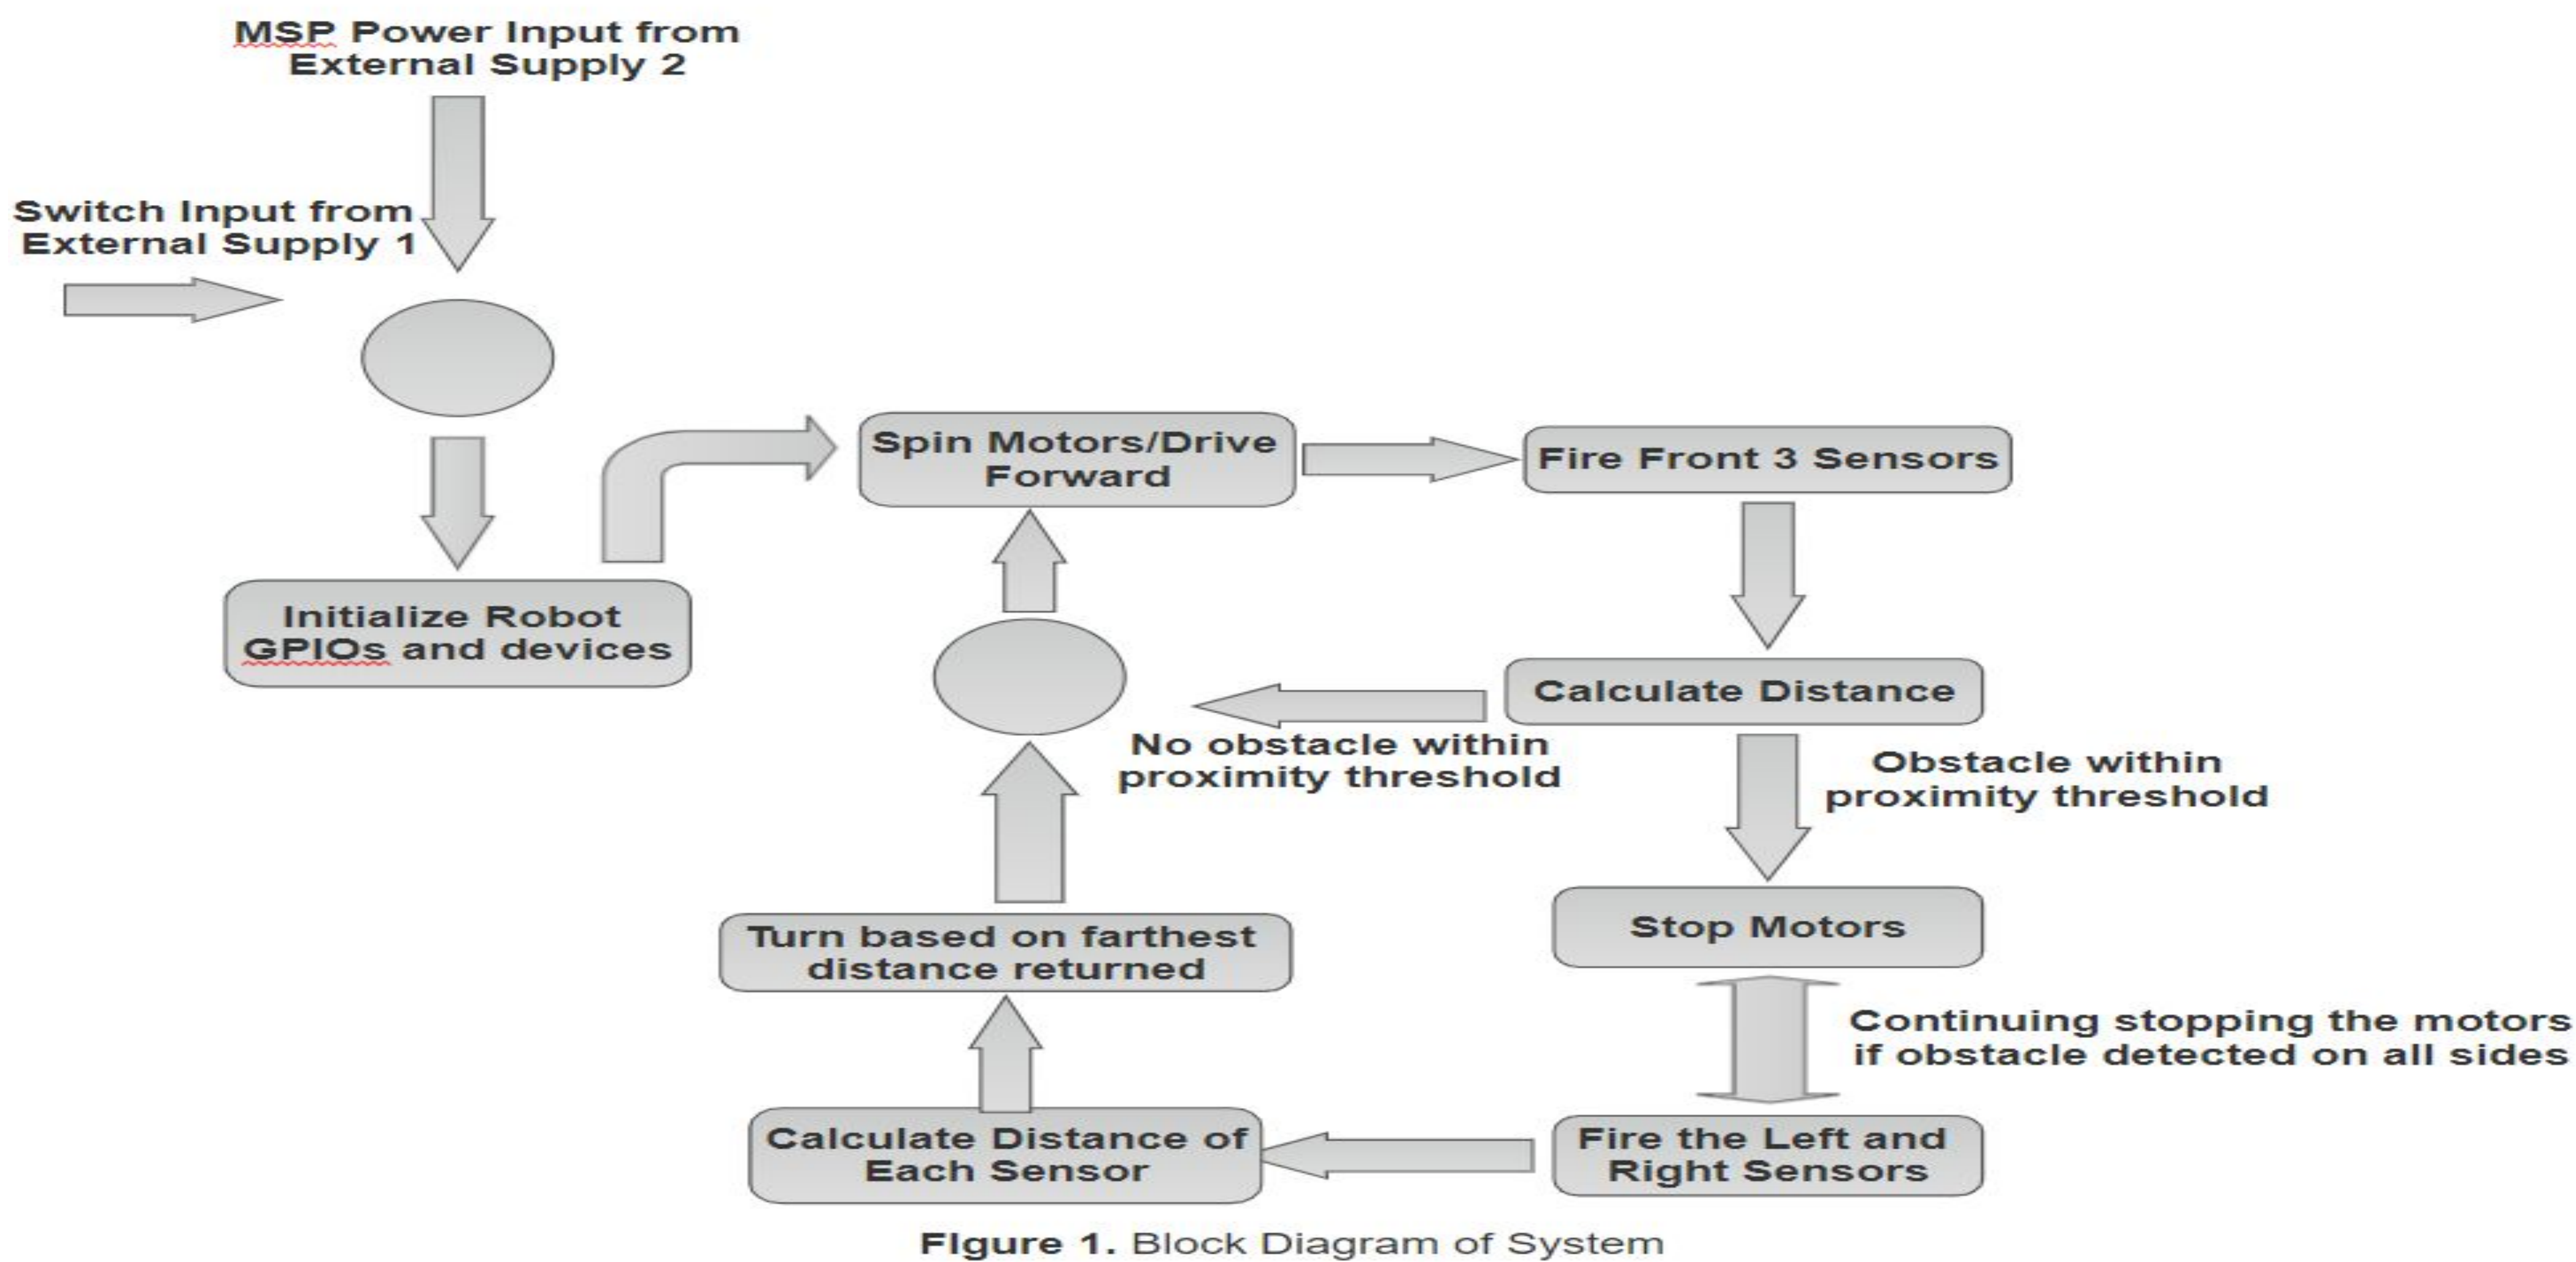 MSP Power Input from
External Supply 2
Switch Input from
External Supply 1
Spin Motors/Drive
Forward
Fire Front 3 Sensors
Initialize Robot
GPIOs and devices
Calculate Distance
No obstacle within
proximity threshold
Obstacle within
proximity threshold
Stop Motors
Turn based on farthest
distance returned
Continuing stopping the motors
if obstacle detected on all sides
Calculate Distance of
Each Sensor
Fire the Left and
Right Sensors
FIgure 1. Block Diagram of System